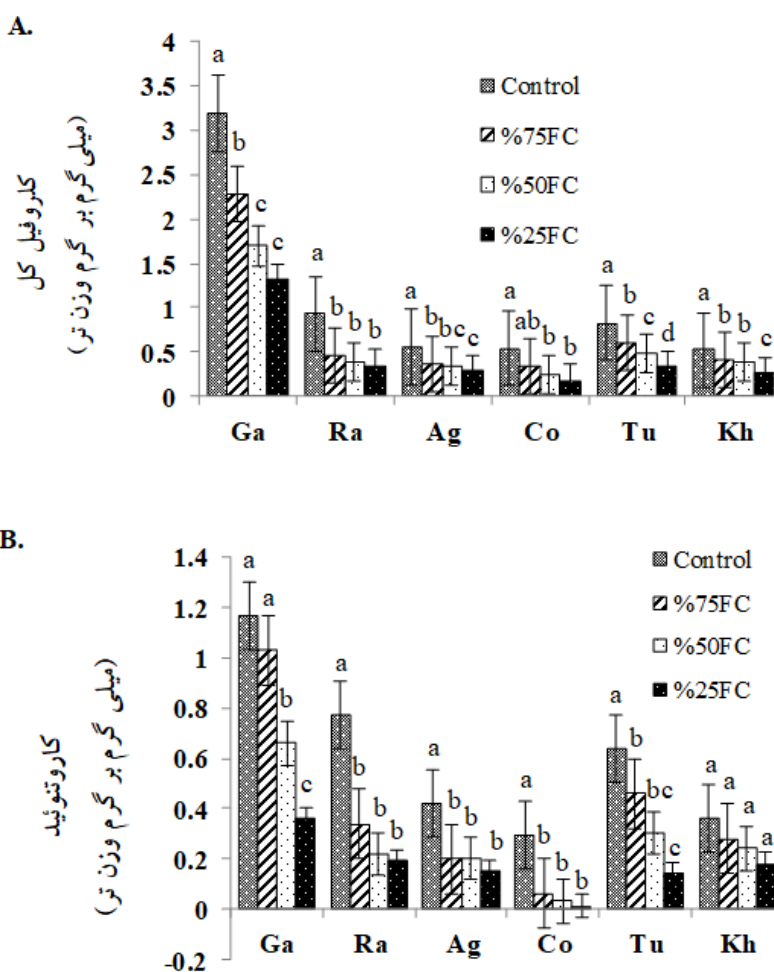 A.
کلروفیل کل
(میلی گرم بر گرم وزن تر)
4
3.5
3
2.5
2
1.5
1
0.5
0
a
b
c
c
a
b
b
b
a
b
bc
c
a
ab
b
b
a
b
c
d
a
b
b
c
Control
%75FC
%50FC
%25FC
Ga Ra Ag Co Tu Kh
B.
کاروتنوئید
(میلی گرم بر گرم وزن تر)
1.4
1.2
1
0.8
0.6
0.4
0.2
0
-0.2
a
a
b
c
a
b
b
b
a
b
b
b
a
b
b
b
a
b
bc
c
a
a
a
a
Control
%75FC
%50FC
%25FC
Ga Ra Ag Co Tu Kh